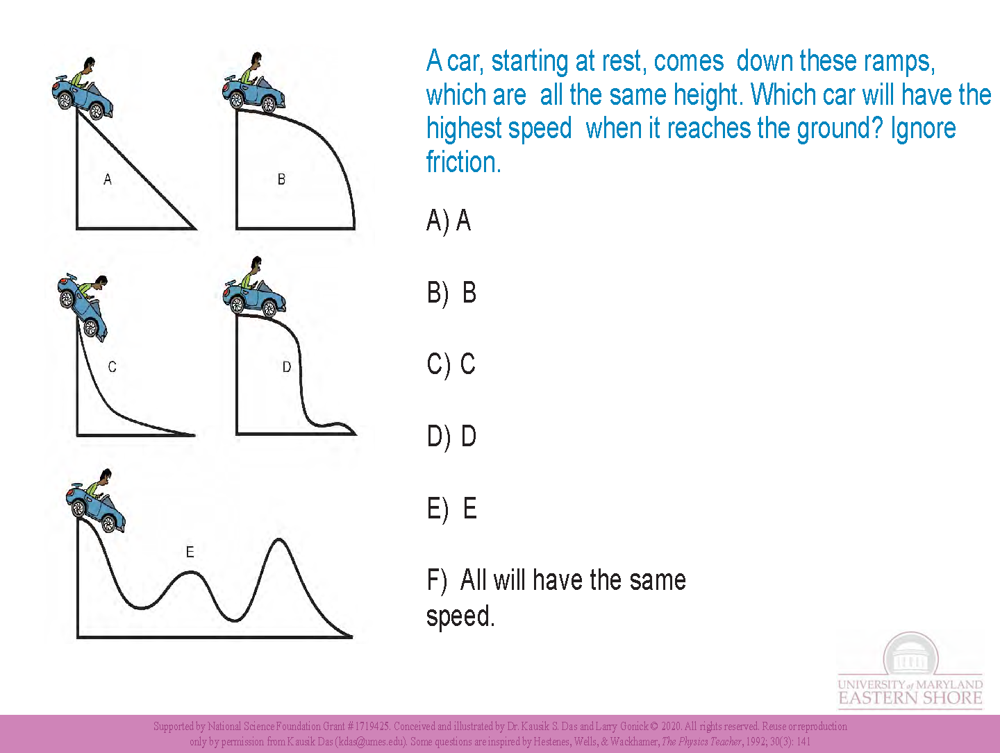 A car, starting at rest, comes down these ramps,
which are all the same height. Which car will have the
highest speed when it reaches the ground? Ignore
friction.
A
B
A) A
B) B
C
D
C) C
D) D
E
E) E
F) All will have the same
speed.
UNIVERSITY of MARYLAND
EASTERN SHORE
Supported by National Science Foundation Grant # 1719425. Conceived and illustrated by Dr. Kausik S. Das and Larry Gonick © 2020. All rights reserved. Reuse or reproduction
only by permission from Kausik Das (kdas@umes.edu). Some questions are inspired by Hestenes, Wells, & Wackhamer, The Physics Teacher, 1992; 30(3): 141